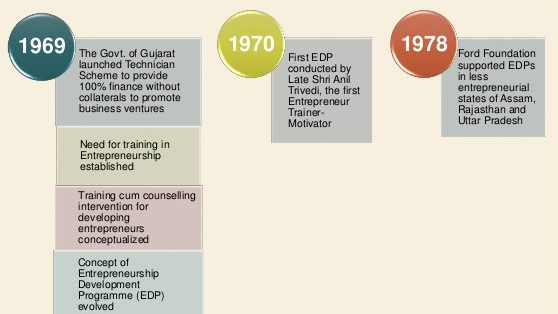 1969
The Govt. of Gujarat
launched Technician
Scheme to provide
100% finance without
collaterals to promote
business ventures
Need for training in
Entrepreneurship
established
Training cum counselling
intervention for
developing
entrepreneurs
conceptualized
Concept of
Entrepreneurship
Development
Programme (EDP)
evolved
1970
First EDP
conducted by
Late Shri Anil
Trivedi, the first
Entrepreneur
Trainer-
Motivator
1978
Ford Foundation
supported EDPs
in less
entrepreneurial
states of Assam,
Rajasthan and
Uttar Pradesh